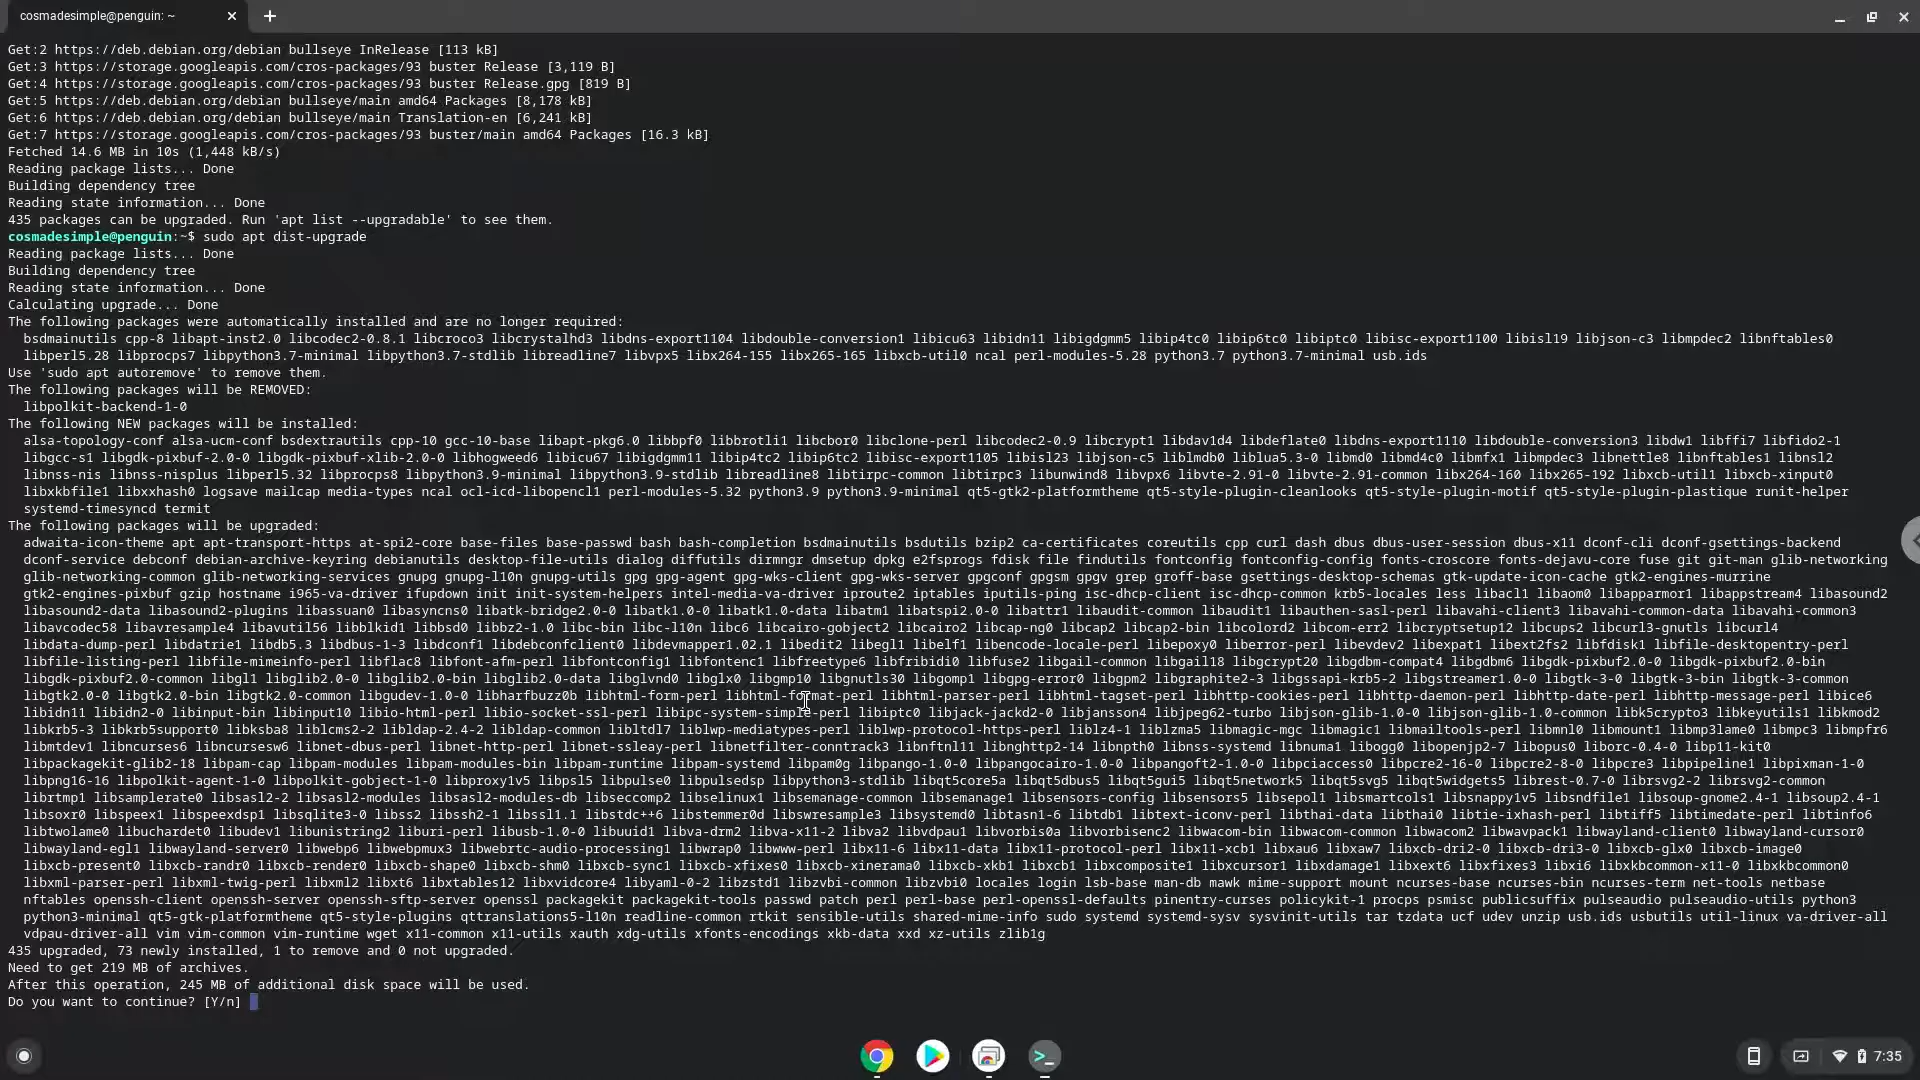 cosmadesimple@penguin: ~
Get:2 https://deb.debian.org/debian bullseye InRelease [113 kB]
Get:3 https://storage.googleapis.com/cros-packages/93 buster Release [3,119 B]
Get:4 https://storage.googleapis.com/cros-packages/93 buster Release.gpg [819 B]
Get:5 https://deb.debian.org/debian bullseye/main amd64 Packages [8,178 kB]
Get:6 https://deb.debian.org/debian bullseye/main Translation-en [6,241 kB]
Get:7 https://storage.googleapis.com/cros-packages/93 buster/main amd64 Packages [16.3 kB]
Fetched 14.6 MB in 10s (1,448 kB/s)
Reading package lists... Done
Building dependency tree
Reading state information... Done
435 packages can be upgraded. Run 'apt list --upgradable' to see them.
cosmadesimple@penguin:~$ sudo apt dist-upgrade
Reading package lists... Done
Building dependency tree
Reading state information... Done
Calculating upgrade... Done
The following packages were automatically installed and are no longer required:
bsdmainutils cpp-8 libapt-inst2.0 libcodec2-0.8.1 libcroco3 libcrystalhd3 libdns-export1104 libdouble-conversion1 libicu63 libidn11 libigdgmm5 libip4tc0 libip6tc0 libiptc0 libisc-export1100 libisl19 libjson-c3 libmpdec2 libnftables0
libperl5.28 libprocps7 libpython3.7-minimal libpython3.7-stdlib libreadline7 libvpx5 libx264-155 libx265-165 libxcb-util0 ncal perl-modules-5.28 python3.7 python3.7-minimal usb.ids
Use 'sudo apt autoremove' to remove them.
The following packages will be REMOVED:
libpolkit-backend-1-0
The following NEW packages will be installed:
alsa-topology-conf alsa-ucm-conf bsdextrautils cpp-10 gcc-10-base libapt-pkg6.0 libbpf0 libbrotli1 libcbor0 libclone-perl libcodec2-0.9 libcrypt1 libdav1d4 libdeflate0 libdns-export1110 libdouble-conversion3 libdw1 libffi7 libfido2-1
libgcc-s1 libgdk-pixbuf-2.0-0 libgdk-pixbuf-xlib-2.0-0 libhogweed6 libicu67 libigdgmm11 libip4tc2 libip6tc2 libisc-export1105 libisl23 libjson-c5 liblmdb0 liblua5.3-0 libmd0 libmd4c0 libmfx1 libmpdec3 libnettle8 libnftables1 libnsl2
libnss-nis libnss-nisplus libperl5.32 libprocps8 libpython3.9-minimal libpython3.9-stdlib libreadline8 libtirpc-common libtirpc3 libunwind8 libvpx6 libvte-2.91-0 libvte-2.91-common libx264-160 libx265-192 libxcb-util1 libxcb-xinput0
libxkbfile1 libxxhash0 logsave mailcap media-types ncal ocl-icd-libopencl1 perl-modules-5.32 python3.9 python3.9-minimal qt5-gtk2-platformtheme qt5-style-plugin-cleanlooks qt5-style-plugin-motif qt5-style-plugin-plastique runit-helper
systemd-timesyncd termit
The following packages will be upgraded:
adwaita-icon-theme apt apt-transport-https at-spi2-core base-files base-passwd bash bash-completion bsdmainutils bsdutils bzip2 ca-certificates coreutils cpp curl dash dbus dbus-user-session dbus-x11 dconf-cli dconf-gsettings-backend
dconf-service debconf debian-archive-keyring debianutils desktop-file-utils dialog diffutils dirmngr dmsetup dpkg e2fsprogs fdisk file findutils fontconfig fontconfig-config fonts-croscore fonts-dejavu-core fuse git git-man glib-networking
glib-networking-common glib-networking-services gnupg gnupg-l10n gnupg-utils gpg gpg-agent gpg-wks-client gpg-wks-server gpgconf gpgsm gpgv grep groff-base gsettings-desktop-schemas gtk-update-icon-cache gtk2-engines-murrine
gtk2-engines-pixbuf gzip hostname i965-va-driver ifupdown init init-system-helpers intel-media-va-driver iproute2 iptables iputils-ping isc-dhcp-client isc-dhcp-common krb5-locales less libacl1 libaom0 libapparmor1 libappstream4 libasound2
libasound2-data libasound2-plugins libassuan0 libasyncns0 libatk-bridge2.0-0 libatk1.0-0 libatk1.0-data libatm1 libatspi2.0-0 libattr1 libaudit-common libaudit1 libauthen-sasl-perl libavahi-client3 libavahi-common-data libavahi-common3
libavcodec58 libavresample4 libavutil56 libblkid1 libbsd0 libbz2-1.0 libc-bin libc-l10n libc6 libcairo-gobject2 libcairo2 libcap-ng0 libcap2 libcap2-bin libcolord2 libcom-err2 libcryptsetup12 libcups2 libcurl3-gnutls libcurl4
libdata-dump-perl libdatrie1 libdb5.3 libdbus-1-3 libdconf1 libdebconfclient0 libdevmapper1.02.1 libedit2 libegl1 libelf1 libencode-locale-perl libepoxy0 liberror-perl libevdev2 libexpat1 libext2fs2 libfdisk1 libfile-desktopentry-perl
libfile-listing-perl libfile-mimeinfo-perl libflac8 libfont-afm-perl libfontconfig1 libfontenc1 libfreetype6 libfribidi0 libfuse2 libgail-common libgail18 libgcrypt20 libgdbm-compat4 libgdbm6 libgdk-pixbuf2.0-0 libgdk-pixbuf2.0-bin
libgdk-pixbuf2.0-common libgl1 libglib2.0-0 libglib2.0-bin libglib2.0-data libglvnd0 libglx0 libgmp10 libgnutls30 libgomp1 libgpg-error0 libgpm2 libgraphite2-3 libgssapi-krb5-2 libgstreamer1.0-0 libgtk-3-0 libgtk-3-bin libgtk-3-common
libgtk2.0-0 libgtk2.0-bin libgtk2.0-common libgudev-1.0-0 libharfbuzz0b libhtml-form-perl libhtml-format-perl libhtml-parser-perl libhtml-tagset-perl libhttp-cookies-perl libhttp-daemon-perl libhttp-date-perl libhttp-message-perl libice6
libidn11 libidn2-0 libinput-bin libinput10 libio-html-perl libio-socket-ssl-perl libipc-system-simple-perl libiptc0 libjack-jackd2-0 libjansson4 libjpeg62-turbo libjson-glib-1.0-0 libjson-glib-1.0-common libk5crypto3 libkeyutils1 libkmod2
libkrb5-3 libkrb5support0 libksba8 liblcms2-2 libldap-2.4-2 libldap-common libltdl7 liblwp-mediatypes-perl liblwp-protocol-https-perl liblz4-1 liblzma5 libmagic-mgc libmagic1 libmailtools-perl libmnl0 libmount1 libmp3lame0 libmpc3 libmpfr6
libmtdev1 libncurses6 libncursesw6 libnet-dbus-perl libnet-http-perl libnet-ssleay-perl libnetfilter-conntrack3 libnftnl11 libnghttp2-14 libnpth0 libnss-systemd libnuma1 libogg0 libopenjp2-7 libopus0 liborc-0.4-0 libp11-kit0
libpackagekit-glib2-18 libpam-cap libpam-modules libpam-modules-bin libpam-runtime libpam-systemd libpam0g libpango-1.0-0 libpangocairo-1.0-0 libpangoft2-1.0-0 libpciaccess0 libpcre2-16-0 libpcre2-8-0 libpcre3 libpipeline1 libpixman-1-0
libpng16-16 libpolkit-agent-1-0 libpolkit-gobject-1-0 libproxy1v5 libpsl5 libpulse0 libpulsedsp libpython3-stdlib libqt5core5a libqt5dbus5 libqt5gui5 libqt5network5 libqt5svg5 libqt5widgets5 librest-0.7-0 librsvg2-2 librsvg2-common
librtmp1 libsamplerate0 libsasl2-2 libsasl2-modules libsasl2-modules-db libseccomp2 libselinux1 libsemanage-common libsemanage1 libsensors-config libsensors5 libsepol1 libsmartcols1 libsnappy1v5 libsndfile1 libsoup-gnome2.4-1 libsoup2.4-1
libsoxr0 libspeex1 libspeexdsp1 libsqlite3-0 libss2 libssh2-1 libssl1.1 libstdc++6 libstemmer0d libswresample3 libsystemd0 libtasn1-6 libtdb1 libtext-iconv-perl libthai-data libthai0 libtie-ixhash-perl libtiff5 libtimedate-perl libtinfo6
libtwolame0 libuchardet0 libudev1 libunistring2 liburi-perl libusb-1.0-0 libuuid1 libva-drm2 libva-x11-2 libva2 libvdpau1 libvorbis0a libvorbisenc2 libwacom-bin libwacom-common libwacom2 libwavpack1 libwayland-client0 libwayland-cursor0
libwayland-egl1 libwayland-server0 libwebp6 libwebpmux3 libwebrtc-audio-processing1 libwrap0 libwww-perl libx11-6 libx11-data libx11-protocol-perl libx11-xcb1 libxau6 libxaw7 libxcb-dri2-0 libxcb-dri3-0 libxcb-glx0 libxcb-image0
libxcb-present0 libxcb-randr0 libxcb-render0 libxcb-shape0 libxcb-shm0 libxcb-sync1 libxcb-xfixes0 libxcb-xinerama0 libxcb-xkb1 libxcb1 libxcomposite1 libxcursor1 libxdamage1 libxext6 libxfixes3 libxi6 libxkbcommon-x11-0 libxkbcommon0
libxml-parser-perl libxml-twig-perl libxml2 libxt6 libxtables12 libxvidcore4 libyaml-0-2 libzstd1 libzvbi-common libzvbi0 locales login lsb-base man-db mawk mime-support mount ncurses-base ncurses-bin ncurses-term net-tools netbase
nftables openssh-client openssh-server openssh-sftp-server openssl packagekit packagekit-tools passwd patch perl perl-base perl-openssl-defaults pinentry-curses policykit-1 procps psmisc publicsuffix pulseaudio pulseaudio-utils python3
python3-minimal qt5-gtk-platformtheme qt5-style-plugins qttranslations5-l10n readline-common rtkit sensible-utils shared-mime-info sudo systemd systemd-sysv sysvinit-utils tar tzdata ucf udev unzip usb.ids usbutils util-linux va-driver-all
vdpau-driver-all vim vim-common vim-runtime wget x11-common x11-utils xauth xdg-utils xfonts-encodings xkb-data xxd xz-utils zlib1g
435 upgraded, 73 newly installed, 1 to remove and 0 not upgraded.
Need to get 219 MB of archives.
After this operation, 245 MB of additional disk space will be used.
Do you want to continue? [Y/n]
7:35